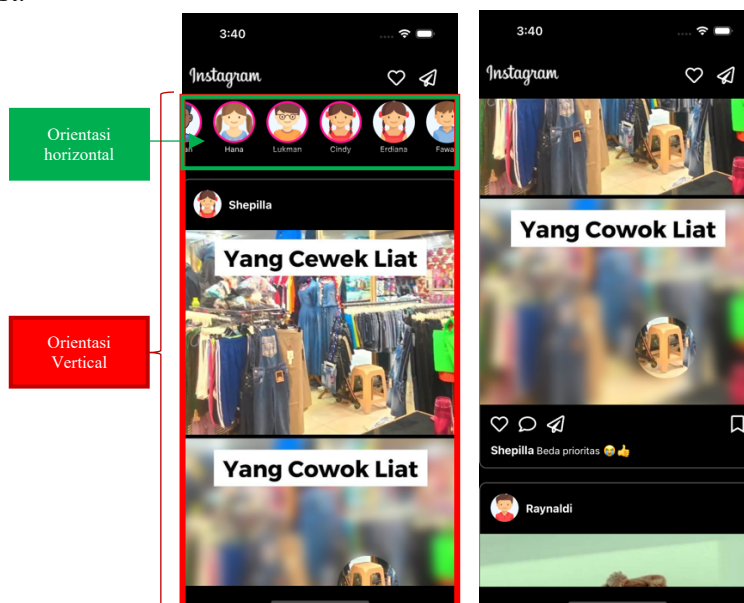 3:40
Instagram
Orientasi
horizontal
Hana
Lukman
Cindy
Erdiana
Fawa
Shepilla
Yang Cewek Liat
Orientasi
Vertical
Yang Cowok Liat
3:40
Instagram
Yang Cowok Liat
Shepilla Beda prioritas 😭👍
Raynaldi